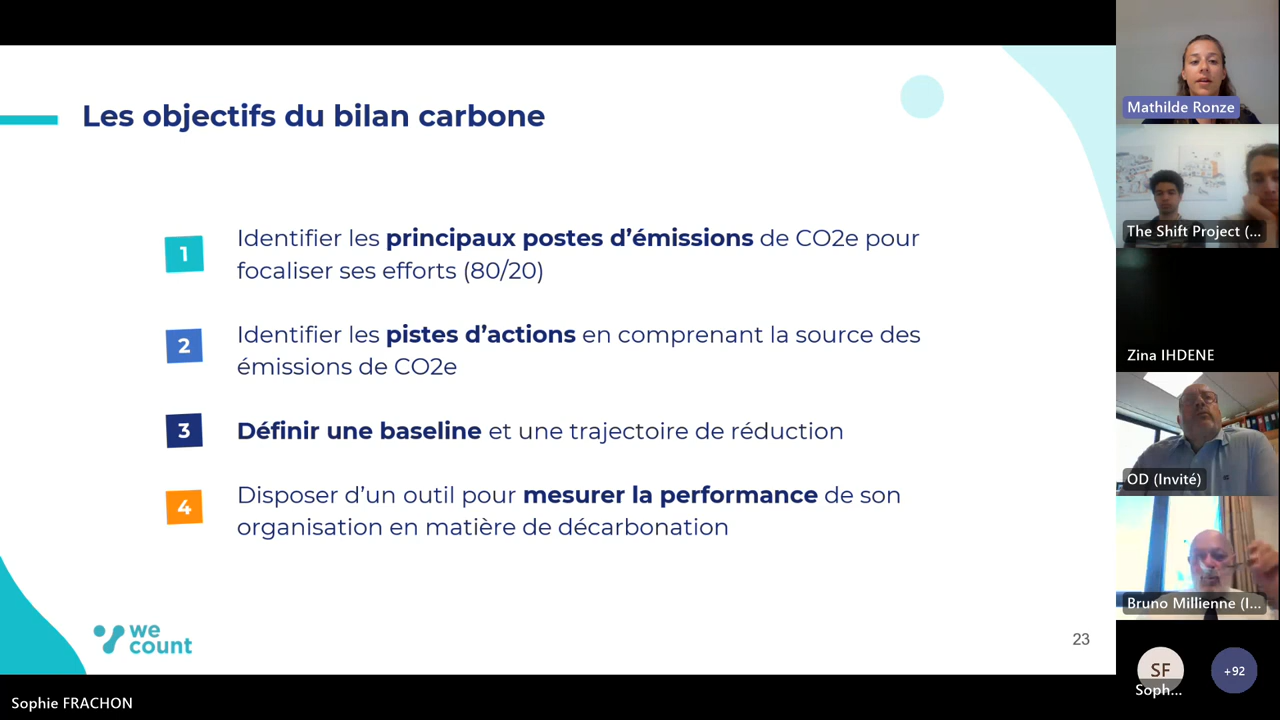 Les objectifs du bilan carbone
1
Identifier les principaux postes d'émissions de CO2e pour
focaliser ses efforts (80/20)
2
Identifier les pistes d'actions en comprenant la source des
émissions de CO2e
3
Définir une baseline et une trajectoire de réduction
4
Disposer d'un outil pour mesurer la performance de son
organisation en matière de décarbonation
we
count
23
Sophie FRACHON
Mathilde Ronze
The Shift Project (...
Zina IHDENE
OD (Invité)
Bruno Millienne (I...
SF
Soph...
+92